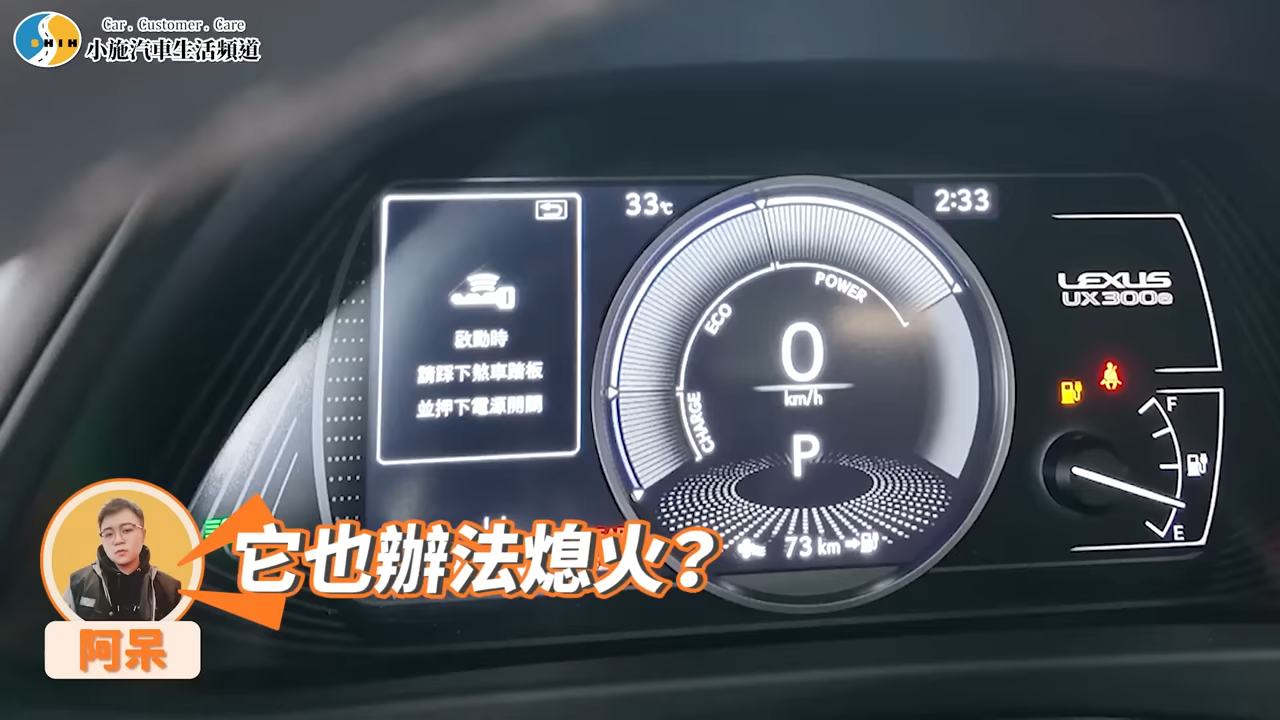 Car . Customer . Care
SHIH
小施汽車生活頻道
33℃
2:33
啟動時
請踩下煞車踏板
並押下電源開關
ECO
POWER
CHARGE
0
km/h
P
73 km
LEXUS
UX300e
F
E
它也辦法熄火?
阿呆